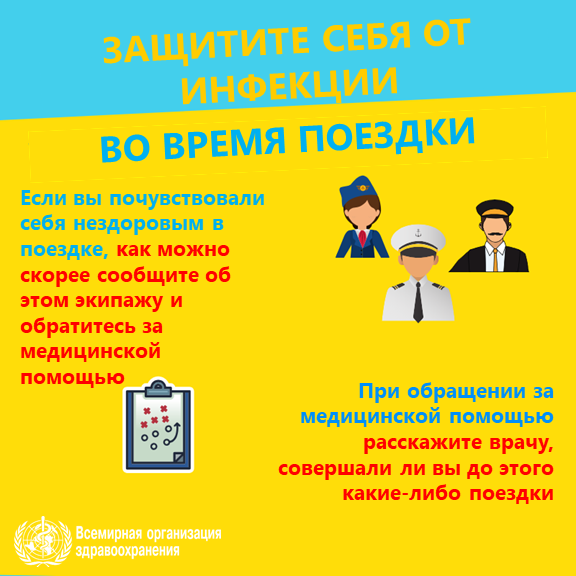 ЗАЩИТИТЕ СЕБЯ ОТ
ИНФЕКЦИИ
ВО ВРЕМЯ ПОЕЗДКИ
Если вы почувствовали
себя нездоровым в
поездке, как можно
скорее сообщите об
этом экипажу и
обратитесь за
медицинской
помощью
При обращении за
медицинской помощью
расскажите врачу,
совершали ли вы до этого
какие-либо поездки
Всемирная организация
здравоохранения